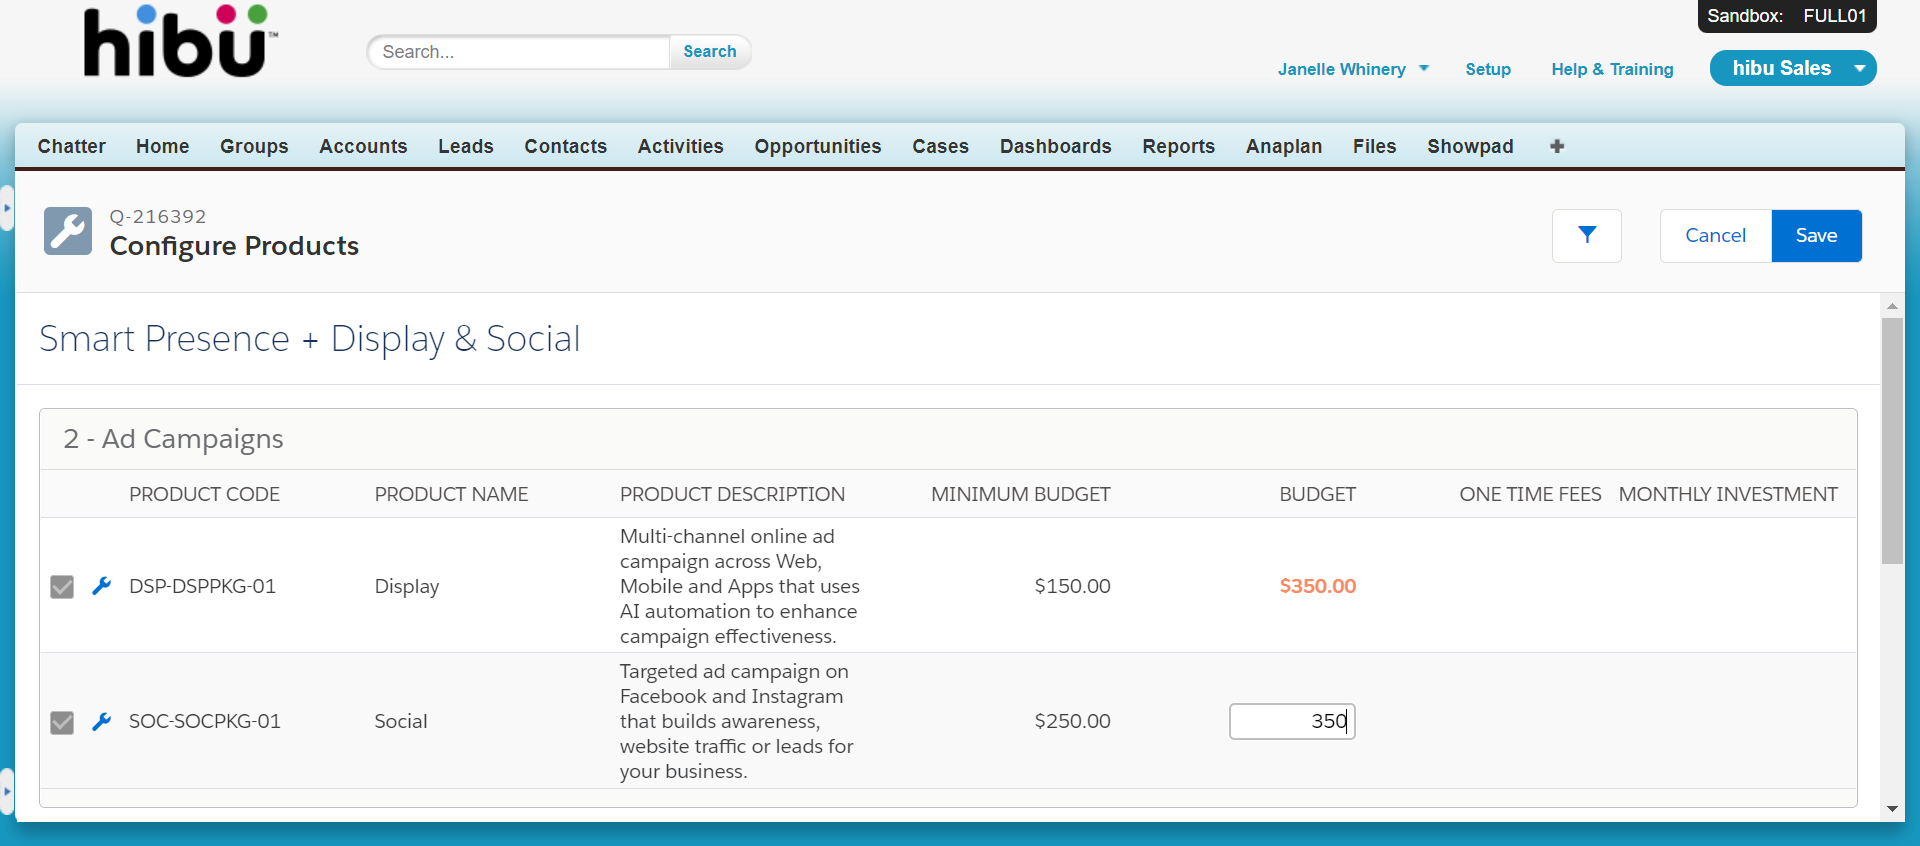 Sandbox: FULL01
hibü™
Search...
Search
Janelle Whinery
Setup
Help & Training
hibu Sales
Chatter Home Groups Accounts Leads Contacts Activities Opportunities Cases Dashboards Reports Anaplan Files Showpad
Q-216392
Configure Products
Cancel
Save
Smart Presence + Display & Social
2 - Ad Campaigns
PRODUCT CODE PRODUCT NAME PRODUCT DESCRIPTION MINIMUM BUDGET BUDGET ONE TIME FEES MONTHLY INVESTMENT
DSP-DSPPKG-01
Display
Multi-channel online ad
campaign across Web,
Mobile and Apps that uses
AI automation to enhance
campaign effectiveness.
$150.00
$350.00
SOC-SOCPKG-01
Social
Targeted ad campaign on
Facebook and Instagram
that builds awareness,
website traffic or leads for
your business.
$250.00
350